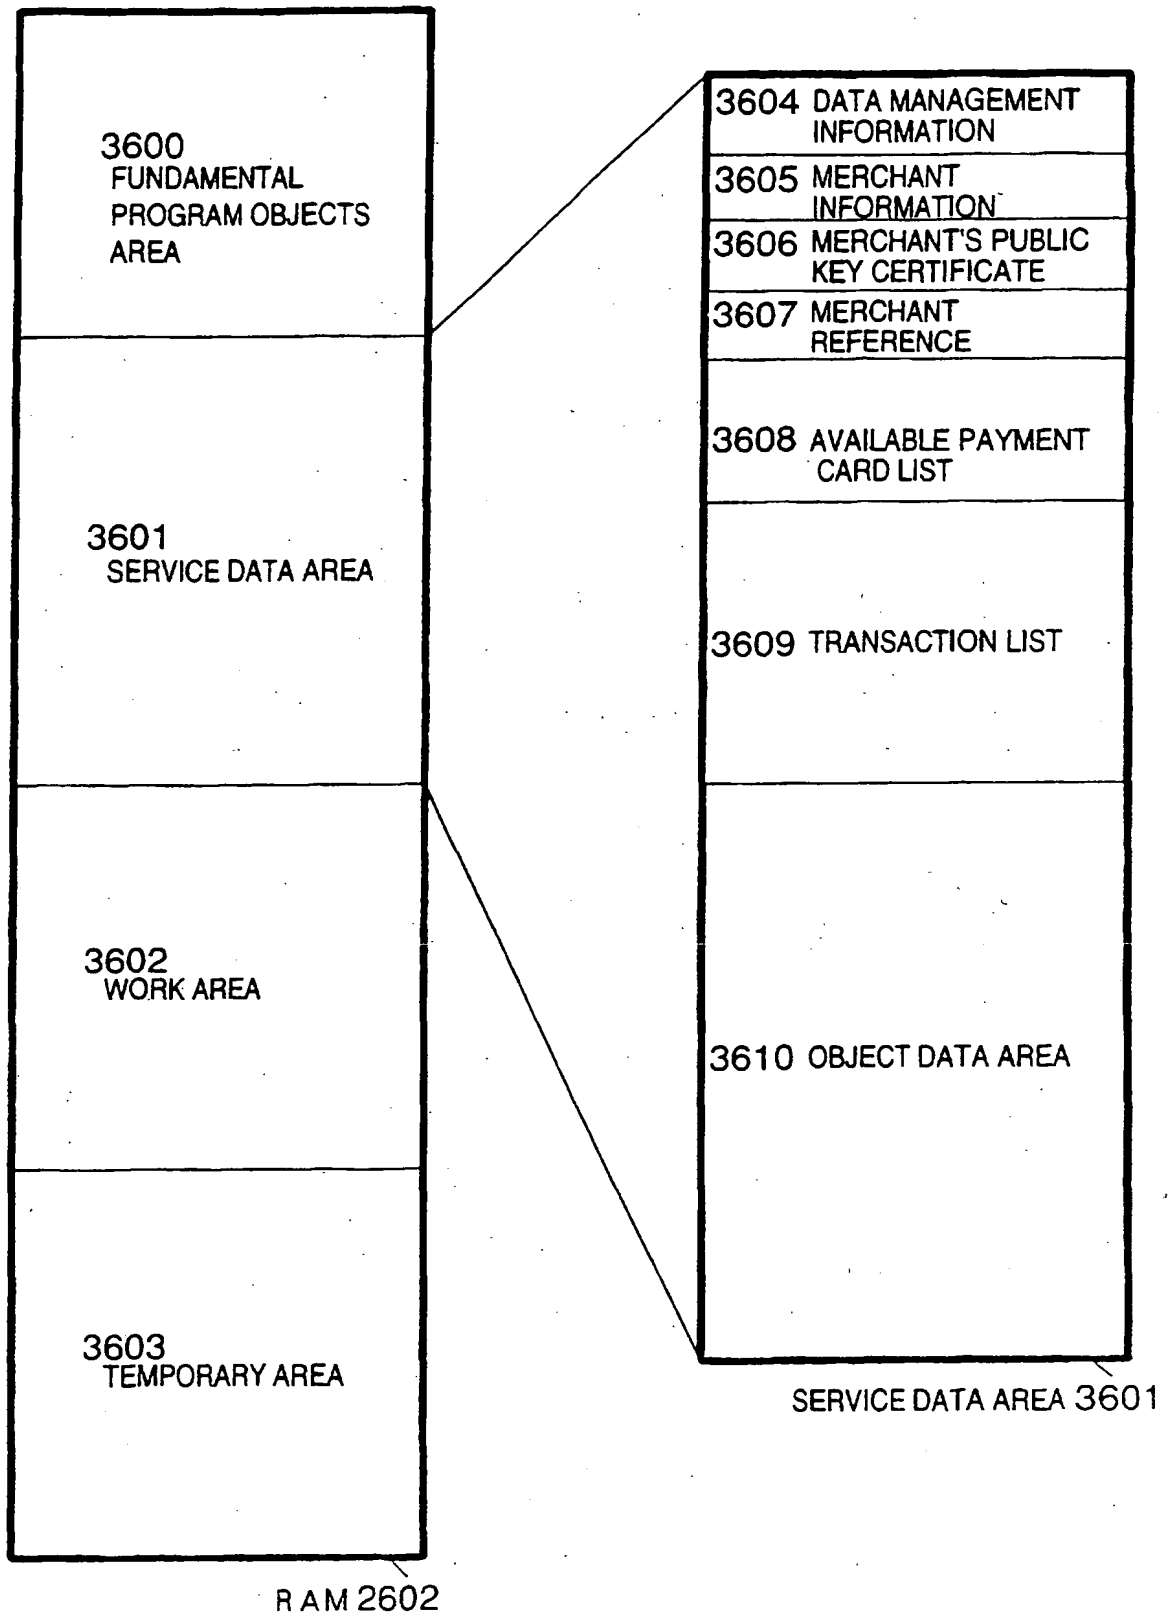 3600
FUNDAMENTAL
PROGRAM OBJECTS
AREA
3601
SERVICE DATA AREA
3602
WORK AREA
3603
TEMPORARY AREA
RAM 2602
3604 DATA MANAGEMENT
INFORMATION
3605 MERCHANT
INFORMATION
3606 MERCHANT'S PUBLIC
KEY CERTIFICATE
3607 MERCHANT
REFERENCE
3608 AVAILABLE PAYMENT
CARD LIST
3609 TRANSACTION LIST
3610 OBJECT DATA AREA
SERVICE DATA AREA 3601